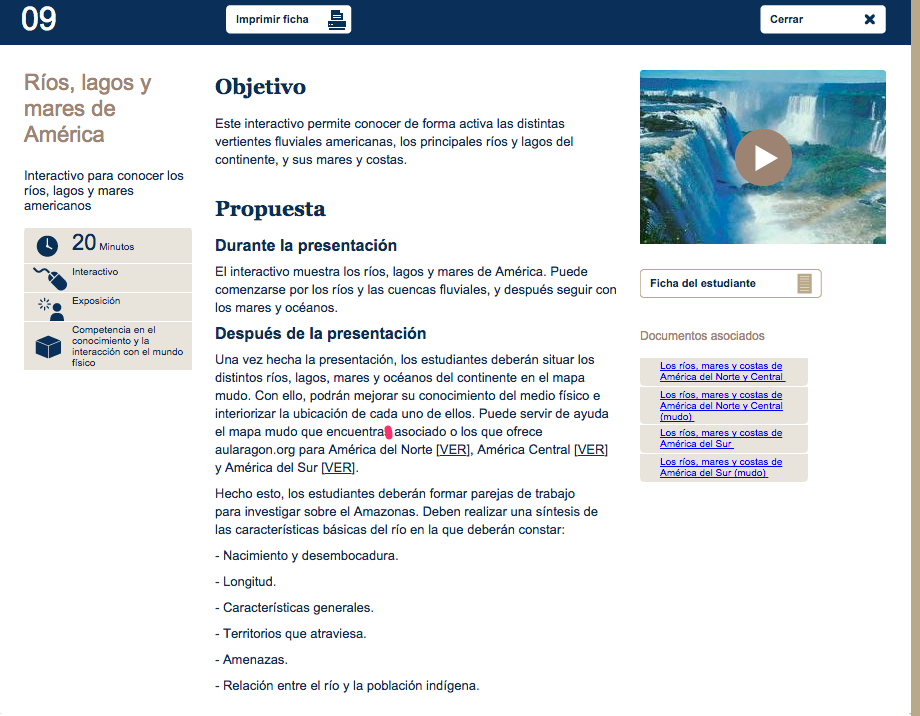 09
Imprimir ficha
Cerrar
Ríos, lagos y
mares de
América
Interactivo para conocer los
ríos, lagos y mares
americanos
20 Minutos
Interactivo
Exposición
Competencia en el
conocimiento y la
interacción con el mundo
físico
Objetivo
Este interactivo permite conocer de forma activa las distintas
vertientes fluviales americanas, los principales ríos y lagos del
continente, y sus mares y costas.
Propuesta
Durante la presentación
El interactivo muestra los ríos, lagos y mares de América. Puede
comenzarse por los ríos y las cuencas fluviales, y después seguir con
los mares y océanos.
Después de la presentación
Una vez hecha la presentación, los estudiantes deberán situar los
distintos ríos, lagos, mares y océanos del continente en el mapa
mudo. Con ello, podrán mejorar su conocimiento del medio físico e
interiorizar la ubicación de cada uno de ellos. Puede servir de ayuda
el mapa mudo que encuentras asociado o los que ofrece
aularagon.org para América del Norte [VER], América Central [VER]
y América del Sur [VER].
Hecho esto, los estudiantes deberán formar parejas de trabajo
para investigar sobre el Amazonas. Deben realizar una síntesis de
las características básicas del río en la que deberán constar:
- Nacimiento y desembocadura.
- Longitud.
- Características generales.
- Territorios que atraviesa.
- Amenazas.
- Relación entre el río y la población indígena.
Ficha del estudiante
Documentos asociados
Los ríos, mares y costas de
América del Norte y Central
Los ríos, mares y costas de
América del Norte y Central
(mudo)
Los ríos, mares y costas de
América del Sur
Los ríos, mares y costas de
América del Sur (mudo)